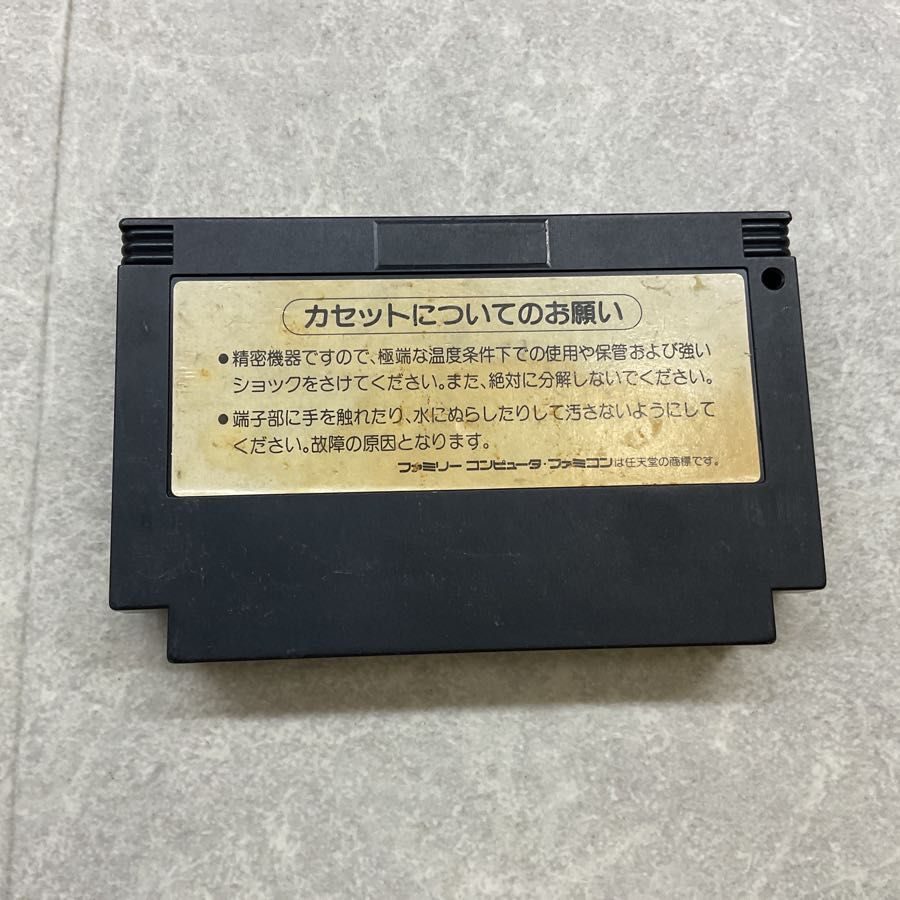 カセットについてのお願い
●精密機器ですので、極端な温度条件下での使用や保管および強い
ショックをさけてください。また、絶対に分解しないでください。
●端子部に手を触れたり、水にぬらしたりして汚さないようにして
ください。故障の原因となります。
ファミリー コンピュータ・ファミコンは任天堂の商標です。